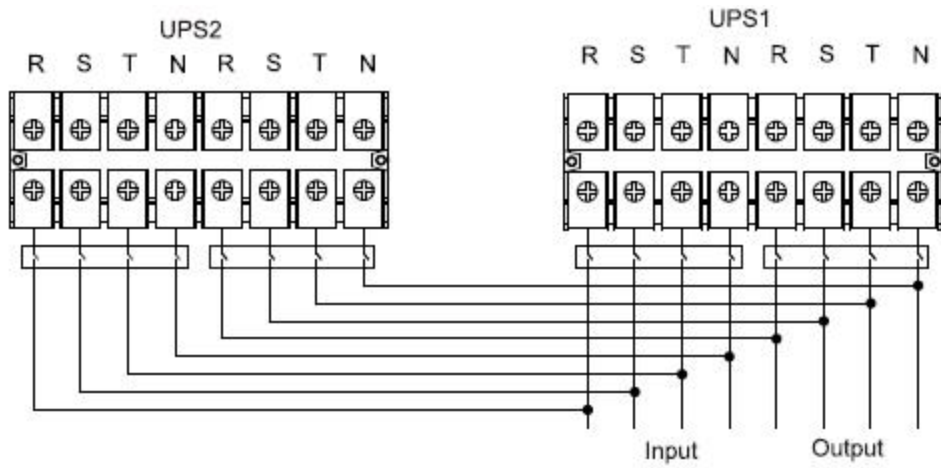 UPS2
UPS1
R S T N R S T N
R S T N R S T N
Input
Output